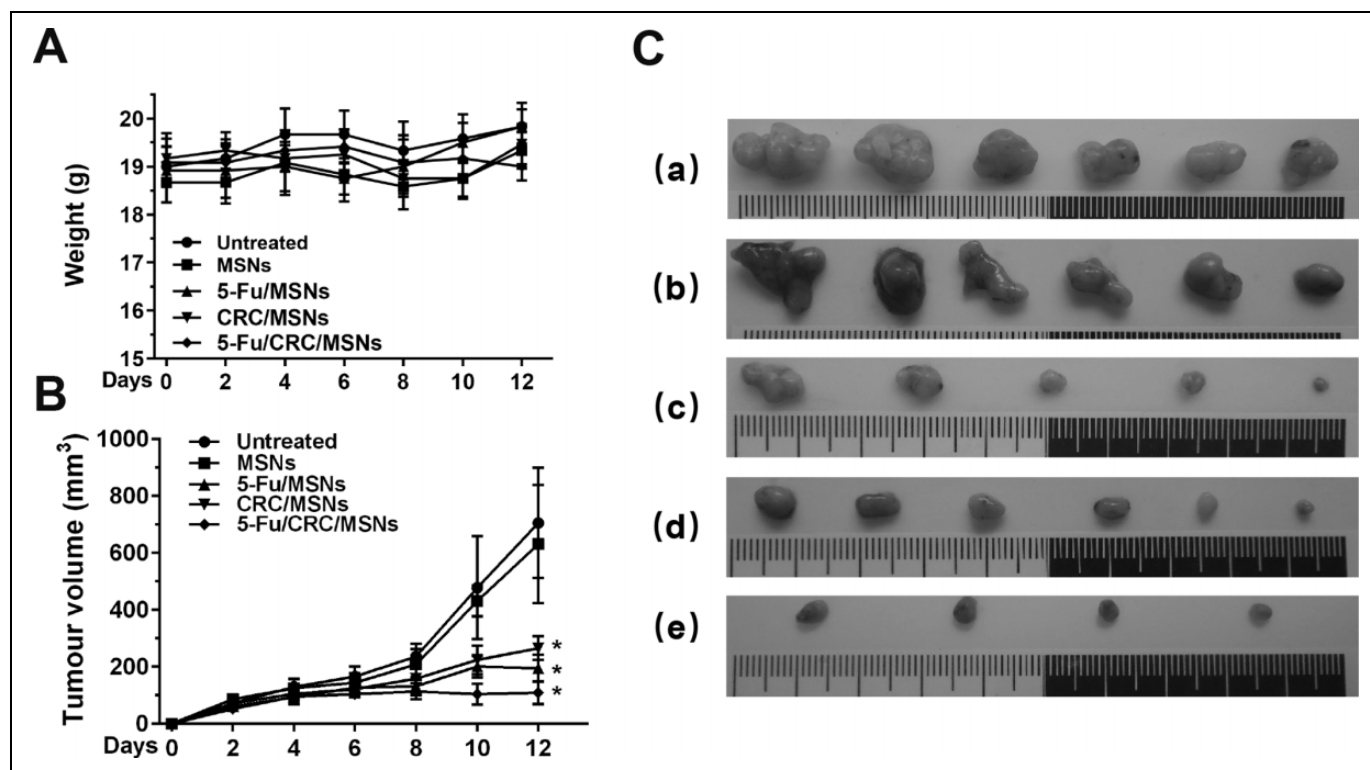 A
Weight (g)
20
19
18
17
16
15
Untreated
MSNs
5-Fu/MSNs
CRC/MSNs
5-Fu/CRC/MSNs
Days 0 2 4 6 8 10 12
B
Tumour volume (mm³)
1000
800
600
400
200
0
Untreated
MSNs
5-Fu/MSNs
CRC/MSNs
5-Fu/CRC/MSNs
*
*
*
Days 0 2 4 6 8 10 12
C
(a)
(b)
(c)
(d)
(e)